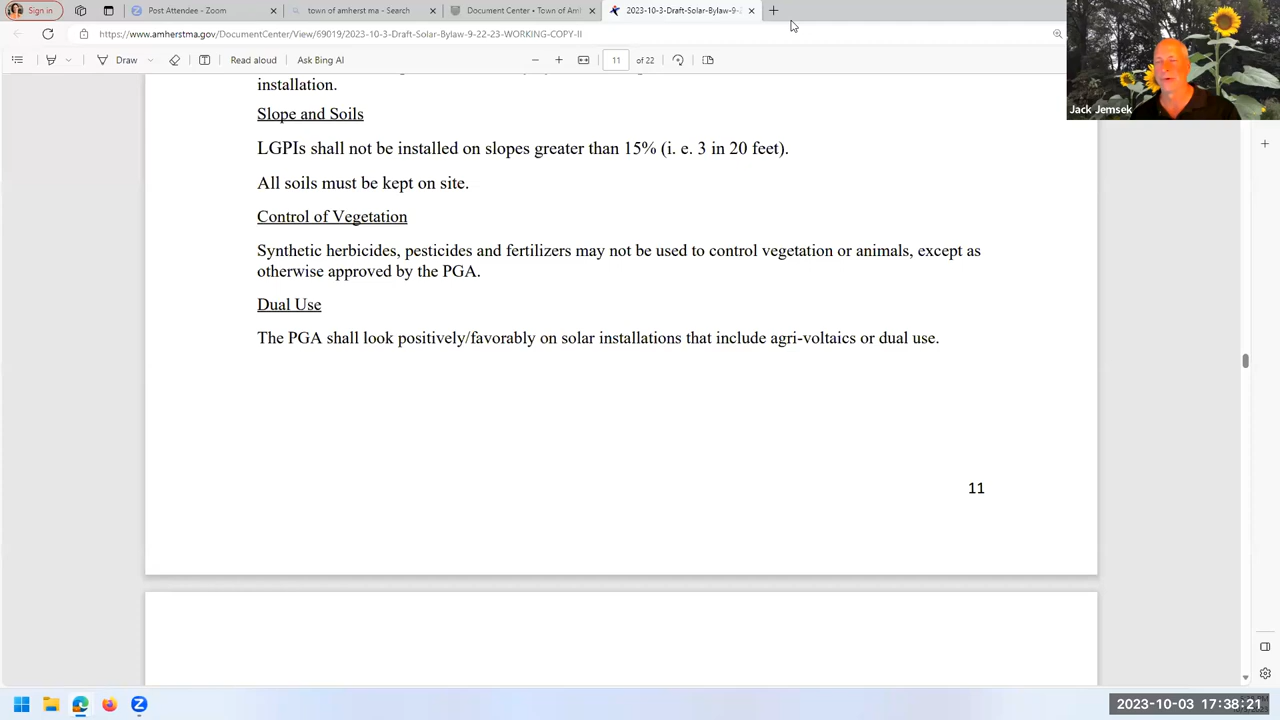 Sign in
Post Attendee - Zoom
town of amherst ma - Search
Document Center • Town of Am
2023-10-3-Draft-Solar-Bylaw-9-2
https://www.amherstma.gov/DocumentCenter/View/69019/2023-10-3-Draft-Solar-Bylaw-9-22-23-WORKING-COPY-II
Draw
Read aloud
Ask Bing AI
11
of 22
Jack Jemsek
installation.
Slope and Soils
LGPIs shall not be installed on slopes greater than 15% (i. e. 3 in 20 feet).
All soils must be kept on site.
Control of Vegetation
Synthetic herbicides, pesticides and fertilizers may not be used to control vegetation or animals, except as
otherwise approved by the PGA.
Dual Use
The PGA shall look positively/favorably on solar installations that include agri-voltaics or dual use.
11
2023-10-03 17:38:21